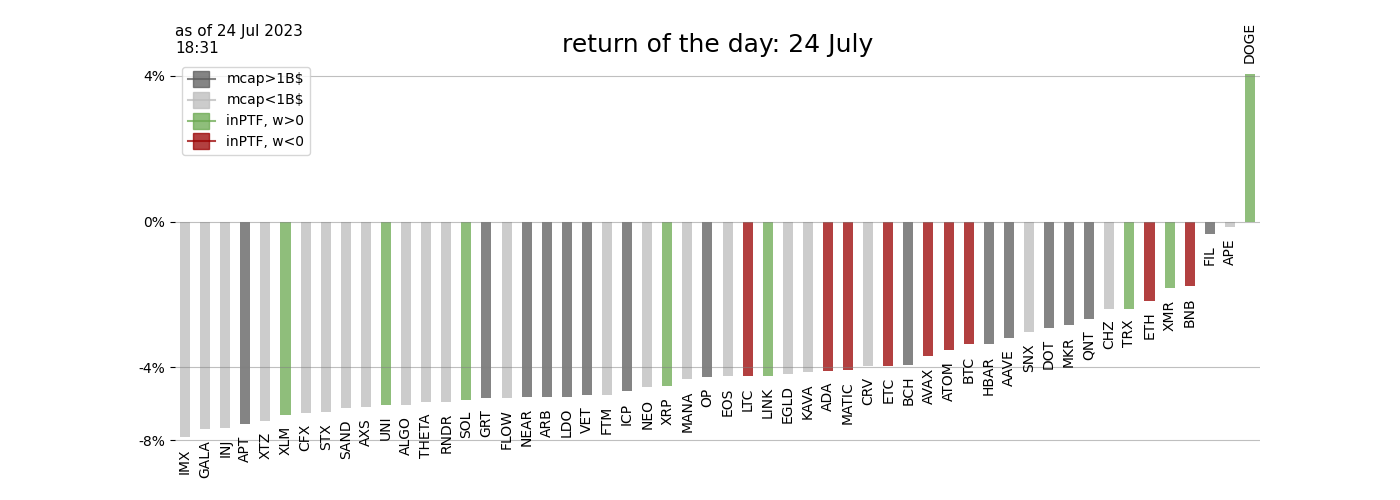 as of 24 Jul 2023
18:31
return of the day: 24 July
DOGE
4%
mcap>1B$
mcap<1B$
inPTF, w>0
inPTF, w<0
0%
-4%
-8%
IMX
GALA
INJ
APT
XTZ
XLM
CFX
STX
SAND
AXS
UNI
ALGO
THETA
RNDR
SOL
GRT
FLOW
NEAR
ARB
LDO
VET
FTM
ICP
NEO
XRP
MANA
OP
EOS
LTC
LINK
EGLD
KAVA
ADA
MATIC
CRV
ETC
BCH
AVAX
ATOM
BTC
HBAR
AAVE
SNX
DOT
MKR
QNT
CHZ
TRX
ETH
XMR
BNB
FIL
APE